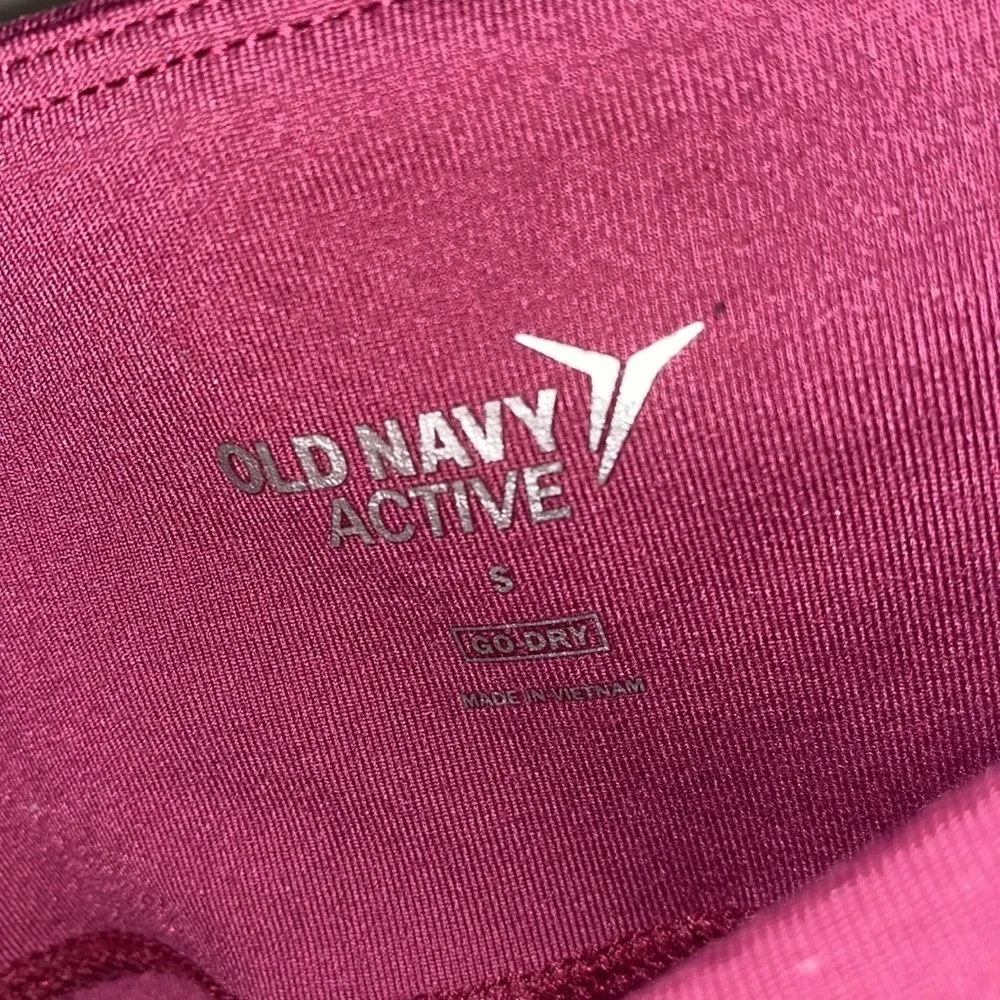 OLD NAVY
ACTIVE
S
GO-DRY
MADE IN VIETNAM